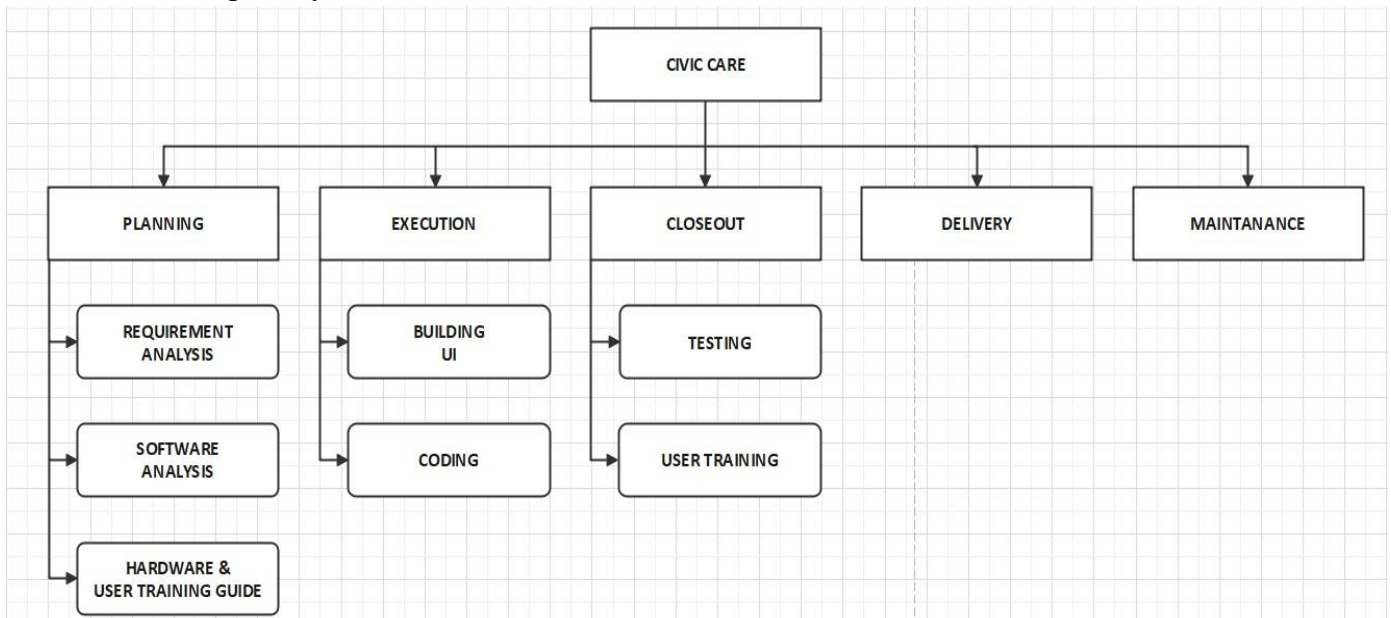 CIVIC CARE
PLANNING
EXECUTION
CLOSEOUT
DELIVERY
MAINTANANCE
REQUIREMENT
ANALYSIS
BUILDING
UI
TESTING
SOFTWARE
ANALYSIS
CODING
USER TRAINING
HARDWARE &
USER TRAINING GUIDE